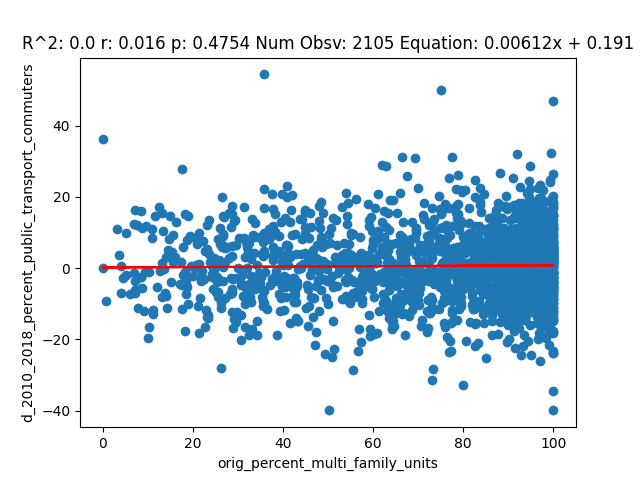 R^2: 0.0 r: 0.016 p: 0.4754 Num Obsv: 2105 Equation: 0.00612x + 0.191
d_2010_2018_percent_public_transport_commuters
40
20
0
−20
−40
0 20 40 60 80 100
orig_percent_multi_family_units